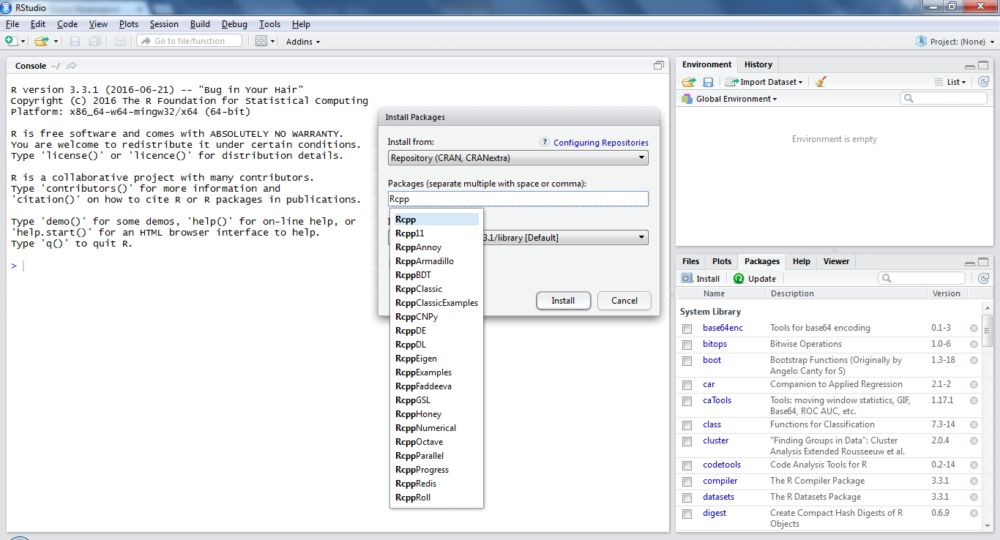 RStudio
File Edit Code View Plots Session Build Debug Tools Help
Go to file/function
Addins
Project: (None)
Console ~/
R version 3.3.1 (2016-06-21) -- "Bug in Your Hair"
Copyright (C) 2016 The R Foundation for Statistical Computing
Platform: x86_64-w64-mingw32/x64 (64-bit)
R is free software and comes with ABSOLUTELY NO WARRANTY.
You are welcome to redistribute it under certain conditions.
Type 'license()' or 'licence()' for distribution details.
R is a collaborative project with many contributors.
Type 'contributors()' for more information and
'citation()' on how to cite R or R packages in publications.
Type 'demo()' for some demos, 'help()' for on-line help, or
'help.start()' for an HTML browser interface to help.
Type 'q()' to quit R.
>
Install Packages
Install from:
? Configuring Repositories
Repository (CRAN, CRANextra)
Packages (separate multiple with space or comma):
Rcpp
3.1/library [Default]
Rcpp
Rcpp11
RcppAnnoy
RcppArmadillo
RcppBDT
RcppClassic
RcppClassicExamples
RcppCNPy
RcppDE
RcppDL
RcppEigen
RcppExamples
RcppFaddeeva
RcppGSL
RcppHoney
RcppNumerical
RcppOctave
RcppParallel
RcppProgress
RcppRedis
RcppRoll
Install Cancel
Environment History
Import Dataset
List
Global Environment
Environment is empty
Files Plots Packages Help Viewer
Install Update
Name Description Version
System Library
base64enc Tools for base64 encoding 0.1-3
bitops Bitwise Operations 1.0-6
boot Bootstrap Functions (Originally by 1.3-18
Angelo Canty for S)
car Companion to Applied Regression 2.1-2
caTools Tools: moving window statistics, GIF, 1.17.1
Base64, ROC AUC, etc.
class Functions for Classification 7.3-14
cluster "Finding Groups in Data": Cluster 2.0.4
Analysis Extended Rousseeuw et al.
codetools Code Analysis Tools for R 0.2-14
compiler The R Compiler Package 3.3.1
datasets The R Datasets Package 3.3.1
digest Create Compact Hash Digests of R 0.6.9
Objects